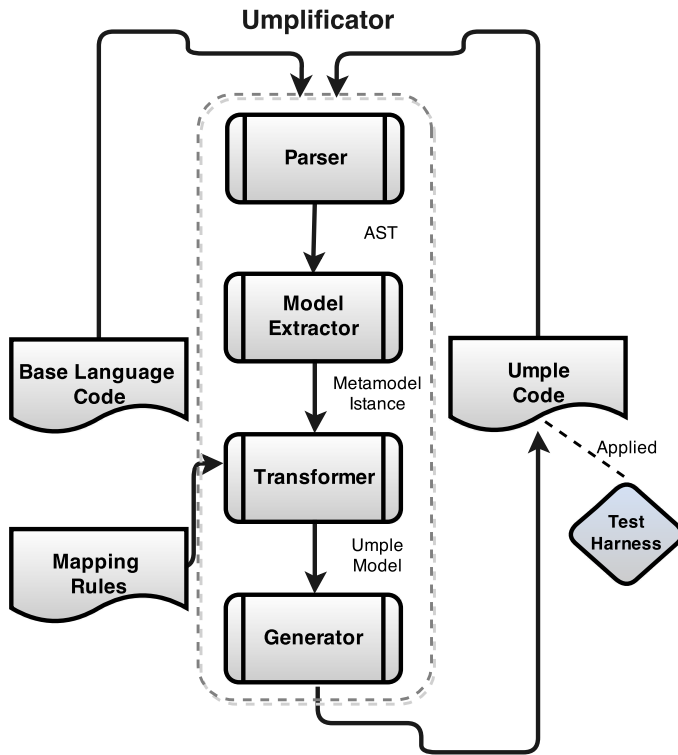 Umplificator
Parser
AST
Model
Extractor
Base Language
Code
Metamodel
Istance
Umple
Code
Applied
Transformer
Test
Harness
Mapping
Rules
Umple
Model
Generator